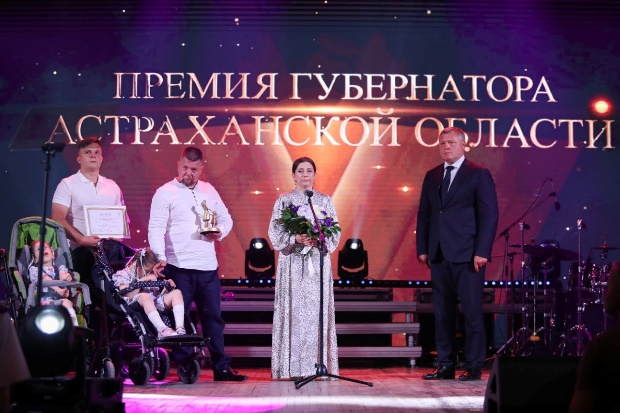 ПРЕМИЯ ГУБЕРНАТОРА
АСТРАХАНСКОЙ ОБЛАСТИ